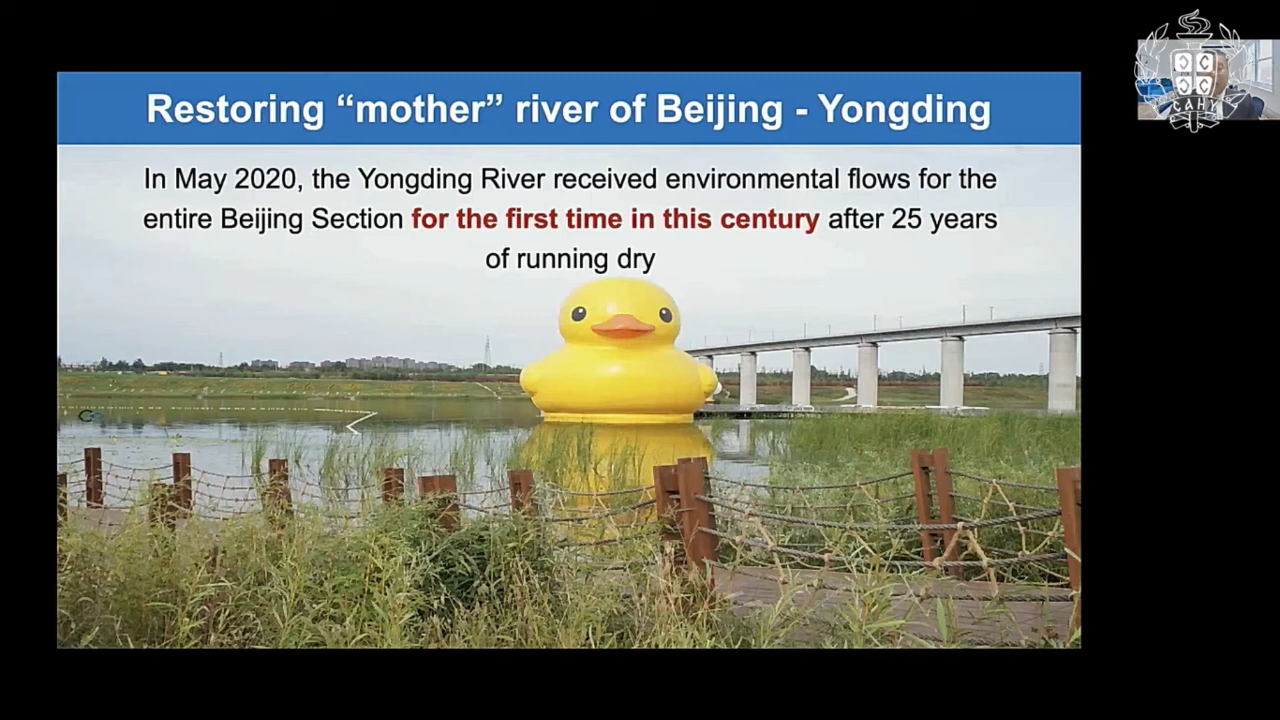 Restoring “mother” river of Beijing - Yongding
In May 2020, the Yongding River received environmental flows for the
entire Beijing Section for the first time in this century after 25 years
of running dry
CAHY